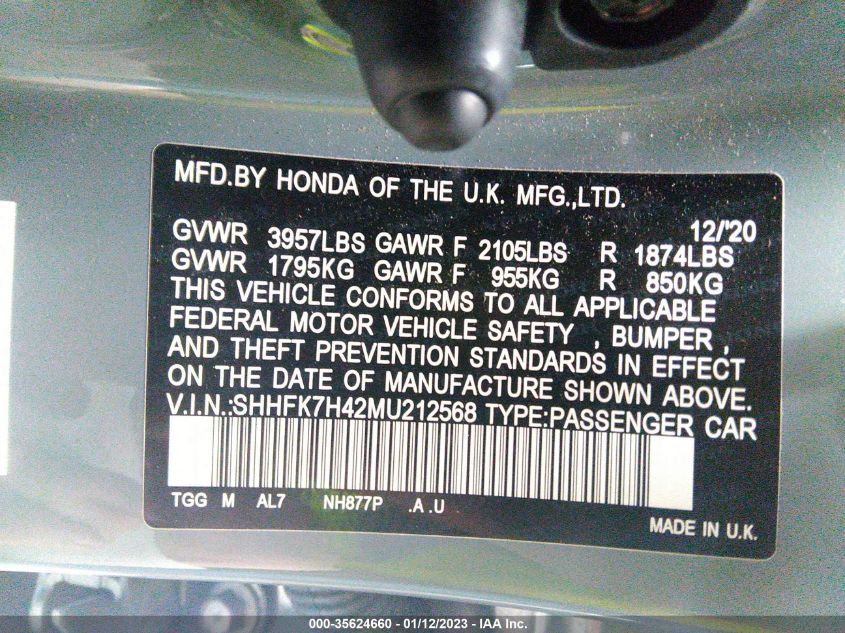 MFD.BY HONDA OF THE U.K. MFG.,LTD.
12/'20
GVWR 3957LBS GAWR F 2105LBS R 1874LBS
GVWR 1795KG GAWR F 955KG R 850KG
THIS VEHICLE CONFORMS TO ALL APPLICABLE
FEDERAL MOTOR VEHICLE SAFETY , BUMPER ,
AND THEFT PREVENTION STANDARDS IN EFFECT
ON THE DATE OF MANUFACTURE SHOWN ABOVE.
V.I.N.:SHHFK7H42MU212568 TYPE:PASSENGER CAR
TGG M AL7 NH877P .A .U
MADE IN U.K.
000-35624660 - 01/12/2023 - IAA Inc.